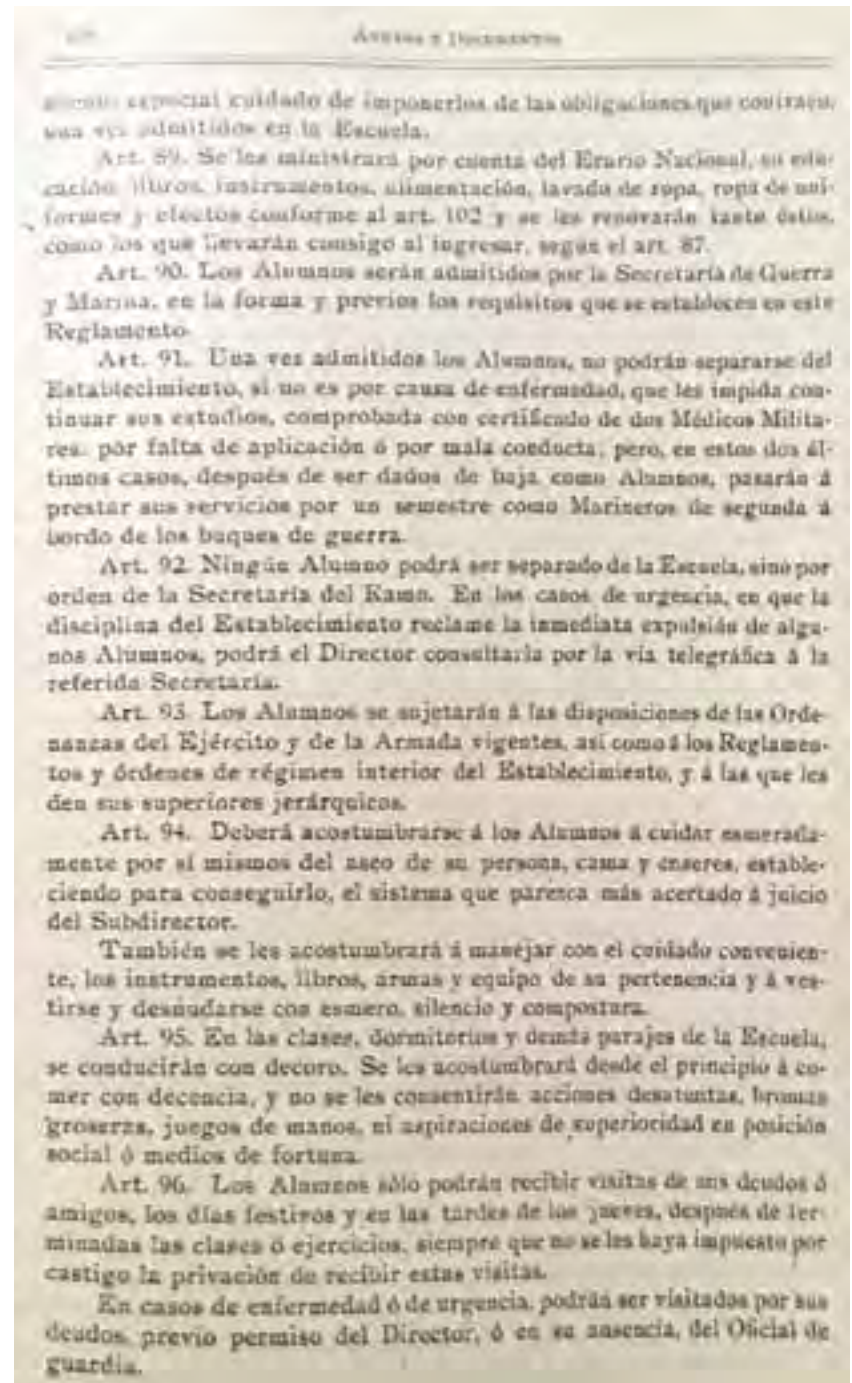 ANEXOS Y DOCUMENTOS
especial cuidado de imponerlos de las obligaciones que contraen,
una vez admitidos en la Escuela.
Art. 89. Se les ministrará por cuenta del Erario Nacional, su edu-
cación, libros, instrumentos, alimentación, lavado de ropa, ropa de uni-
formes y efectos conforme al art. 102 y se les renovarán tanto éstos,
como los que llevarán consigo al ingresar, según el art. 87.
Art. 90. Los Alumnos serán admitidos por la Secretaría de Guerra
y Marina, en la forma y previos los requisitos que se establecen en este
Reglamento.
Art. 91. Una vez admitidos los Alumnos, no podrán separarse del
Establecimiento, si no es por causa de enfermedad, que les impida con-
tinuar sus estudios, comprobada con certificado de dos Médicos Milita-
res, por falta de aplicación ó por mala conducta; pero, en estos dos úl-
timos casos, después de ser dados de baja como Alumnos, pasarán á
prestar sus servicios por un semestre como Marineros de segunda á
bordo de los buques de guerra.
Art. 92. Ningún Alumno podrá ser separado de la Escuela, sino por
orden de la Secretaría del Ramo. En los casos de urgencia, en que la
disciplina del Establecimiento reclame la inmediata expulsión de algu-
nos Alumnos, podrá el Director consultarla por la vía telegráfica á la
referida Secretaría.
Art. 93. Los Alumnos se sujetarán á las disposiciones de las Orde-
nanzas del Ejército y de la Armada vigentes, así como á los Reglamen-
tos y órdenes de régimen interior del Establecimiento, y á las que les
den sus superiores jerárquicos.
Art. 94. Deberá acostumbrarse á los Alumnos á cuidar esmerada-
mente por sí mismos del aseo de su persona, cama y enseres, estable-
ciendo para conseguirlo, el sistema que parezca más acertado á juicio
del Subdirector.
También se les acostumbrará á manejar con el cuidado convenien-
te, los instrumentos, libros, armas y equipo de su pertenencia y á ves-
tirse y desnudarse con esmero, silencio y compostura.
Art. 95. En las clases, dormitorios y demás parajes de la Escuela,
se conducirán con decoro. Se les acostumbrará desde el principio á co-
mer con decencia, y no se les consentirán acciones desatentas, bromas
groseras, juegos de manos, ni aspiraciones de superioridad en posición
social ó medios de fortuna.
Art. 96. Los Alumnos sólo podrán recibir visitas de sus deudos ó
amigos, los días festivos y en las tardes de los jueves, después de ter-
minadas las clases ó ejercicios, siempre que no se les haya impuesto por
castigo la privación de recibir estas visitas.
En casos de enfermedad ó de urgencia, podrán ser visitados por sus
deudos, previo permiso del Director, ó en su ausencia, del Oficial de
guardia.